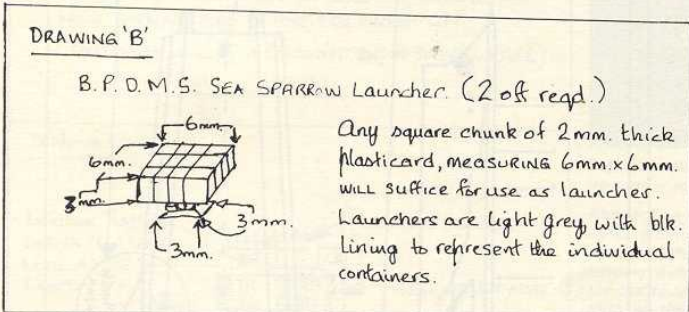 DRAWING 'B'
B.P.D.M.S. SEA SPARROW Launcher. (2 off reqd.)
6mm.
6mm.
3mm.
3mm.
3mm.
Any square chunk of 2mm. thick
plasticard, MEASURING 6mm.x6mm.
WILL suffice for use as launcher.
Launchers are light grey with blk.
lining to represent the individual
containers.